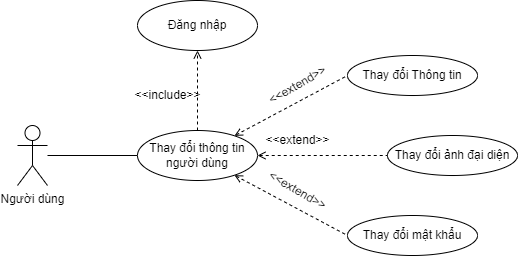 Đăng nhập
<<include>>
<<extend>>
Thay đổi Thông tin
Thay đổi thông tin
người dùng
<<extend>>
Thay đổi ảnh đại diện
Người dùng
<<extend>>
Thay đổi mật khẩu